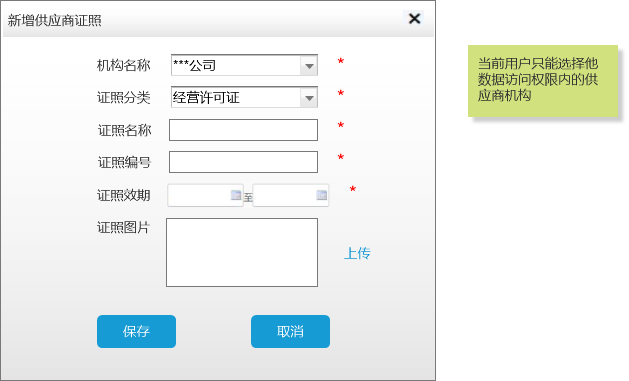 新增供应商证照
机构名称 ***公司 *
证照分类 经营许可证 *
证照名称 *
证照编号 *
证照效期 至 *
证照图片
上传
保存 取消
当前用户只能选择他
数据访问权限内的供
应商机构